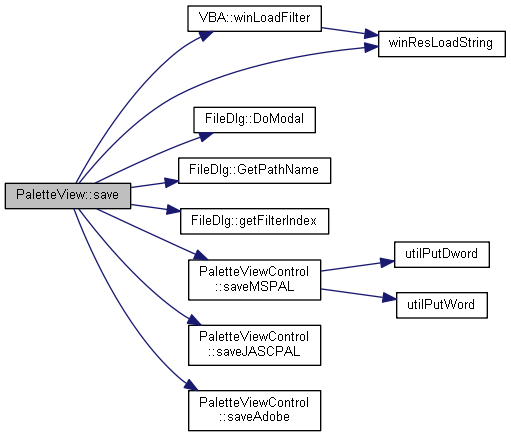 VBA::winLoadFilter
winResLoadString
FileDlg::DoModal
FileDlg::GetPathName
PaletteView::save
FileDlg::getFilterIndex
PaletteViewControl
::saveMSPAL
utilPutDword
utilPutWord
PaletteViewControl
::saveJASCPAL
PaletteViewControl
::saveAdobe